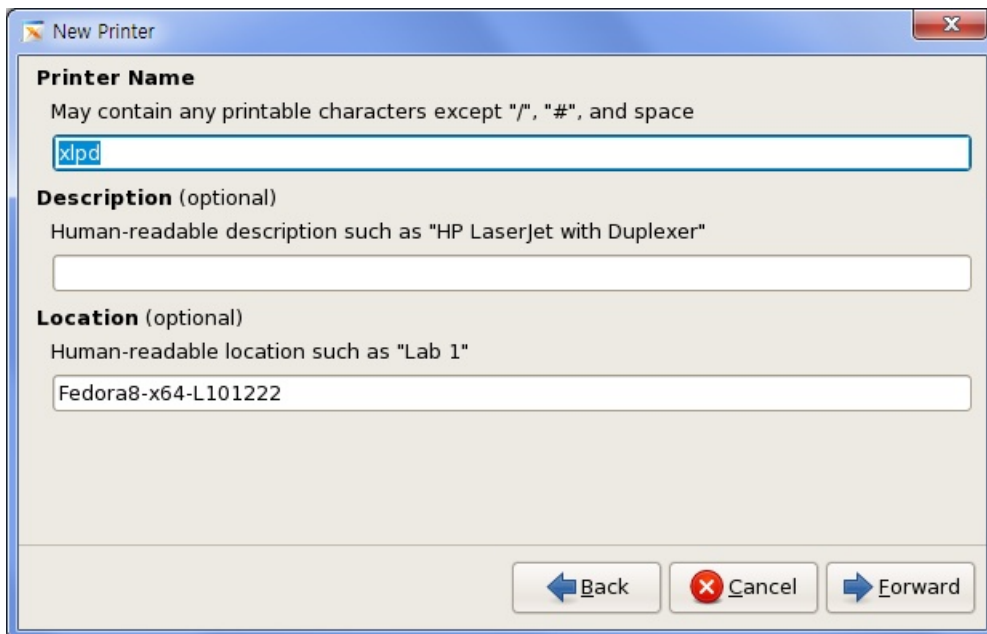 New Printer
Printer Name
May contain any printable characters except "/", "#", and space
xlpd
Description (optional)
Human-readable description such as "HP LaserJet with Duplexer"
Location (optional)
Human-readable location such as "Lab 1"
Fedora8-x64-L101222
Back
Cancel
Forward